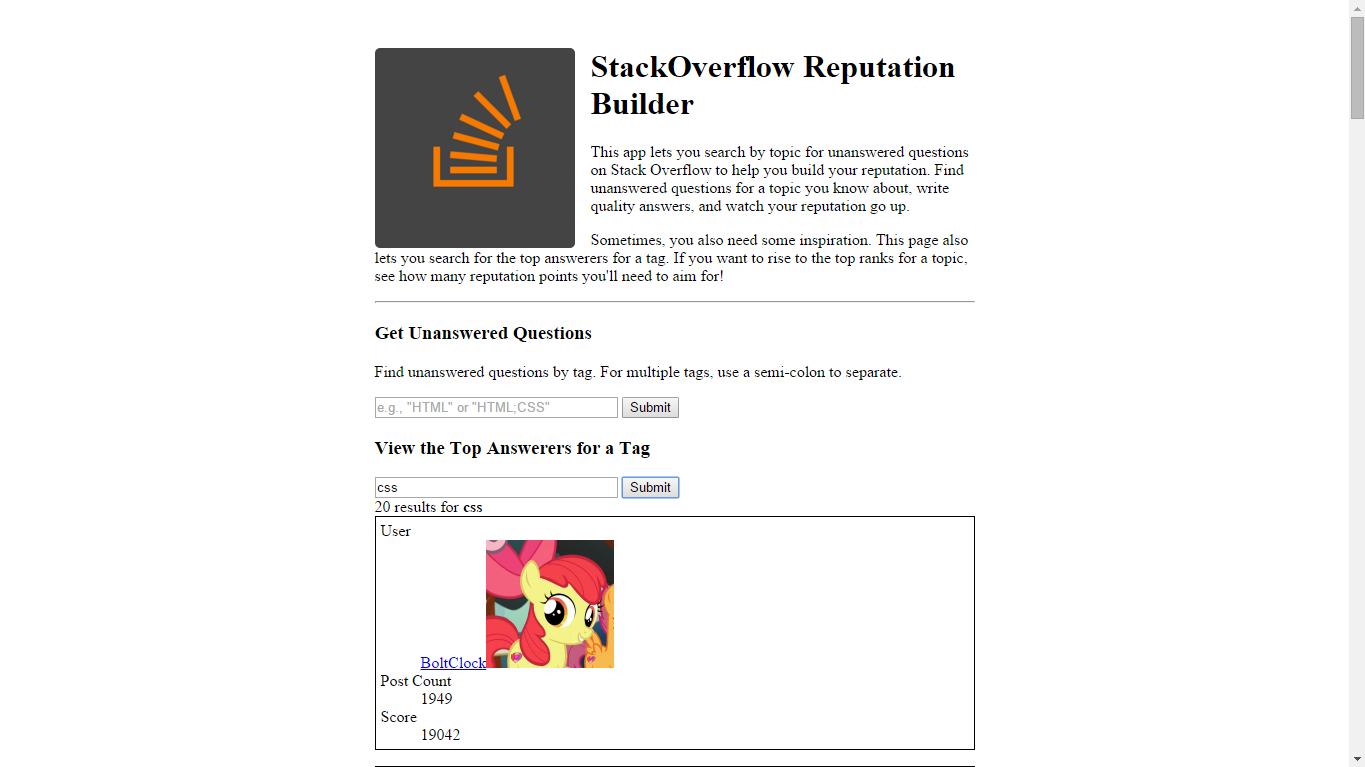 StackOverflow Reputation
Builder
This app lets you search by topic for unanswered questions
on Stack Overflow to help you build your reputation. Find
unanswered questions for a topic you know about, write
quality answers, and watch your reputation go up.
Sometimes, you also need some inspiration. This page also
lets you search for the top answerers for a tag. If you want to rise to the top ranks for a topic,
see how many reputation points you'll need to aim for!
Get Unanswered Questions
Find unanswered questions by tag. For multiple tags, use a semi-colon to separate.
e.g., "HTML" or "HTML;CSS" Submit
View the Top Answerers for a Tag
css Submit
20 results for css
User
BoltClock
Post Count
1949
Score
19042